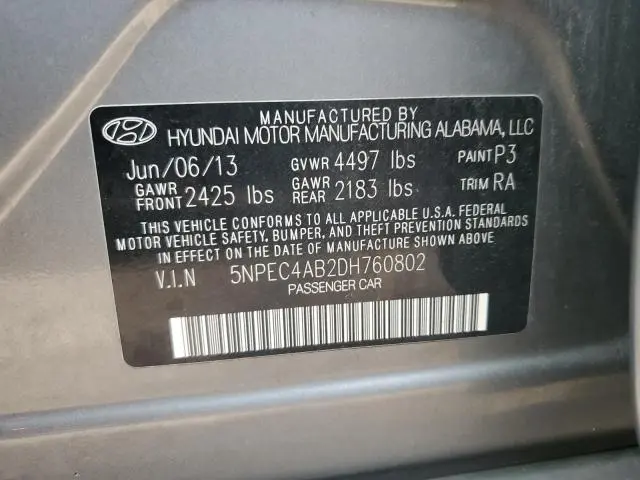 MANUFACTURED BY
HYUNDAI MOTOR MANUFACTURING ALABAMA, LLC
Jun/06/13 GVWR 4497 lbs PAINT P3
GAWR FRONT 2425 lbs GAWR REAR 2183 lbs TRIM RA
THIS VEHICLE CONFORMS TO ALL APPLICABLE U.S.A. FEDERAL
MOTOR VEHICLE SAFETY, BUMPER, AND THEFT PREVENTION STANDARDS
IN EFFECT ON THE DATE OF MANUFACTURE SHOWN ABOVE
V.I.N 5NPEC4AB2DH760802
PASSENGER CAR